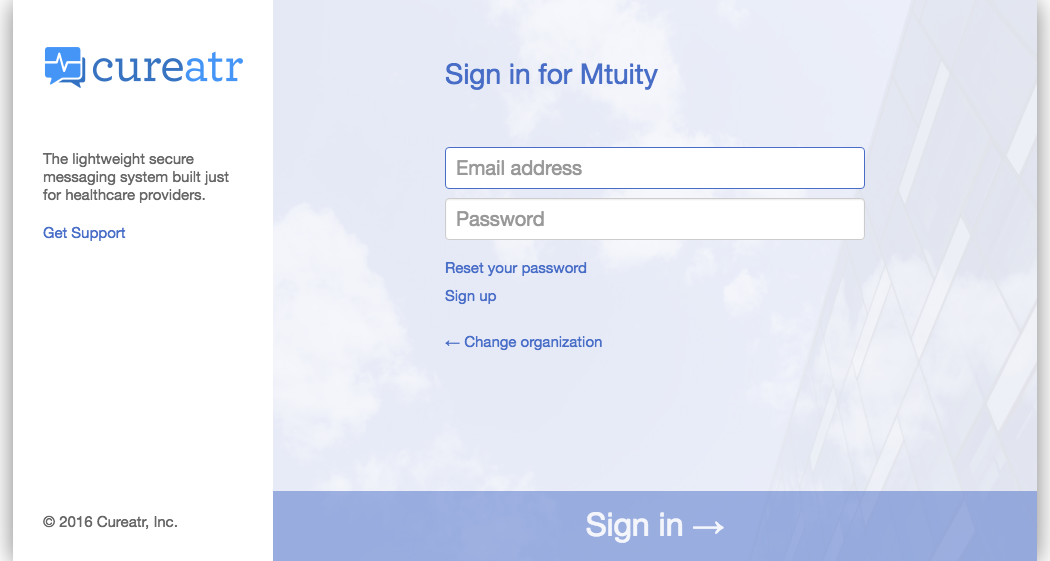 cureatr
The lightweight secure
messaging system built just
for healthcare providers.
Get Support
© 2016 Cureatr, Inc.
Sign in for Mtuity
Email address
Password
Reset your password
Sign up
← Change organization
Sign in →